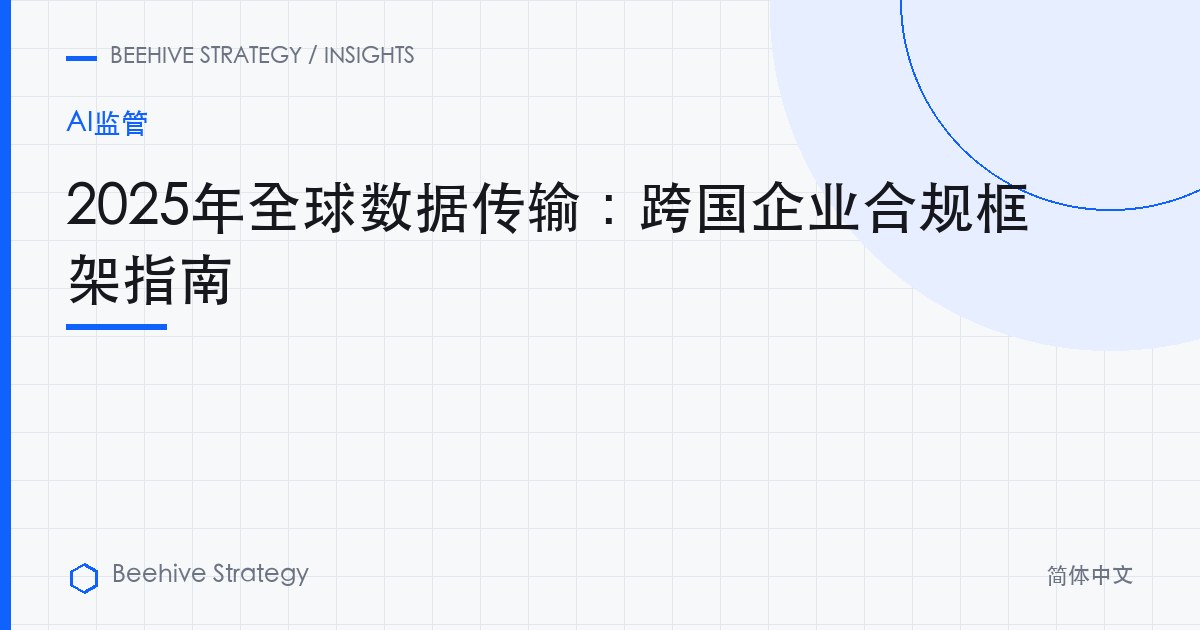 BEEHIVE STRATEGY / INSIGHTS
AI监管
2025年全球数据传输：跨国企业合规框
架指南
Beehive Strategy
简体中文